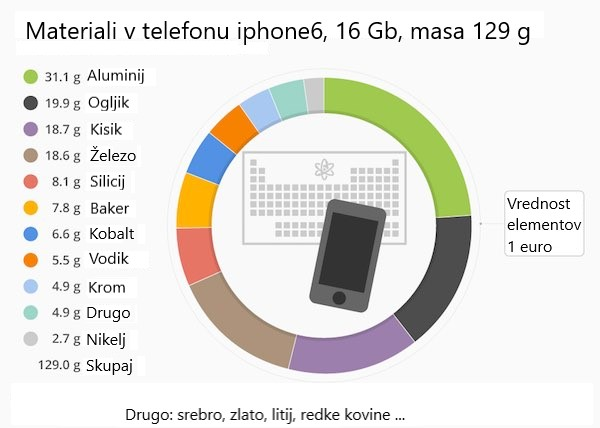 Materiali v telefonu iphone6, 16 Gb, masa 129 g
31.1 g Aluminij
19.9 g Ogljik
18.7 g Kisik
18.6 g Železo
8.1 g Silicij
7.8 g Baker
6.6 g Kobalt
5.5 g Vodik
4.9 g Krom
4.9 g Drugo
2.7 g Nikelj
129.0 g Skupaj
Vrednost
elementov
1 euro
Drugo: srebro, zlato, litij, redke kovine ...